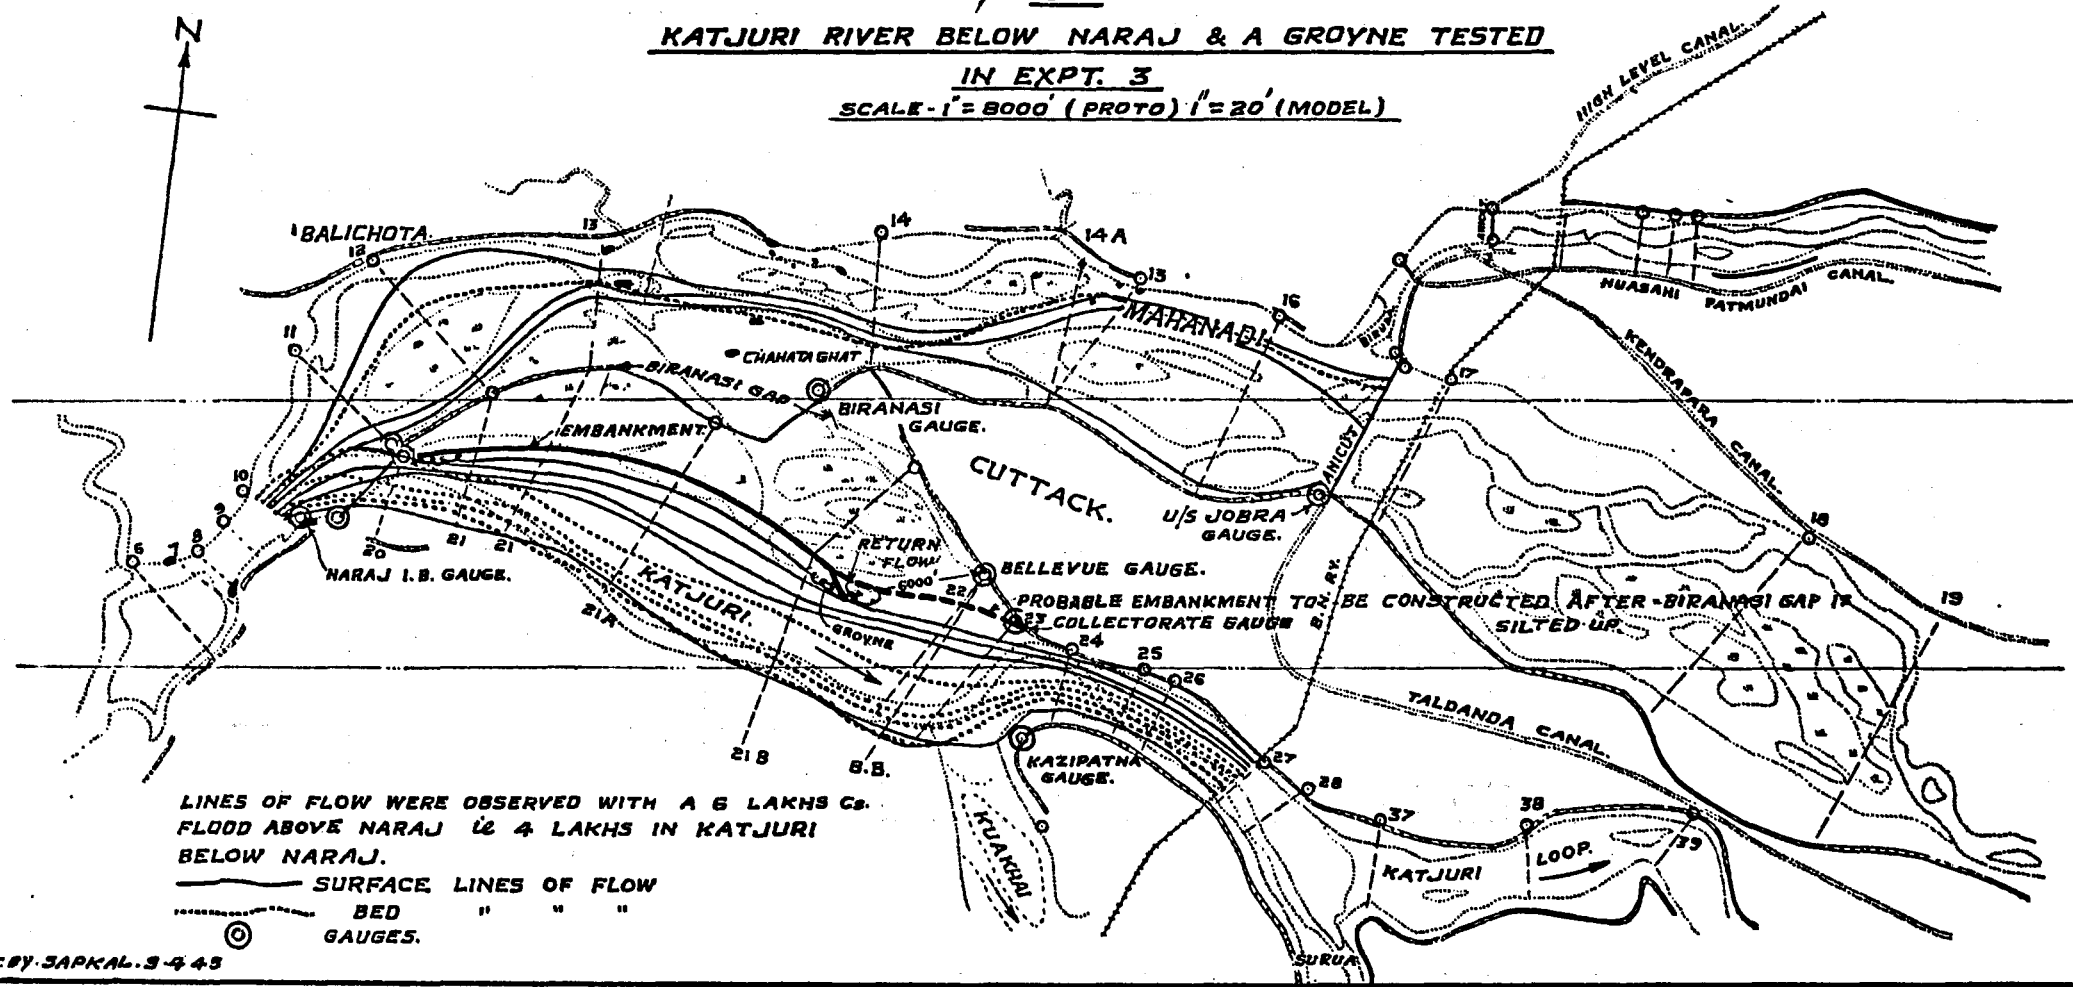 KATJURI RIVER BELOW NARAJ & A GROYNE TESTED
IN EXPT. 3
SCALE - 1" = 8000' (PROTO) 1" = 20' (MODEL)
N
HIGH LEVEL CANAL.
BALICHOTA
12
13
14
14 A
15
16
BIRUPA
NUASAHI PATMUNDAI CANAL.
MAHANADI
11
CHAHATA GHAT
BIRANASI GAP
BIRANASI
GAUGE.
17
KENDRAPARA CANAL.
EMBANKMENT
CUTTACK.
ANICUT
U/S JOBRA
GAUGE.
10
9
8
7
6
20
21
21
NARAJ I.B. GAUGE.
RETURN
FLOW
6000'
22
BELLEVUE GAUGE.
18
19
KATJURI.
21A
GROYNE
23
PROBABLE EMBANKMENT TO BE CONSTRUCTED AFTER BIRANASI GAP IS
SILTED UP.
COLLECTORATE GAUGE
B.N. RY.
24
25
26
TALDANDA CANAL.
21 B
B.B.
KAZIPATNA
GAUGE.
27
28
37
38
39
KUAKHAI
KATJURI
LOOP.
SURUA
LINES OF FLOW WERE OBSERVED WITH A 6 LAKHS Cs.
FLOOD ABOVE NARAJ ie 4 LAKHS IN KATJURI
BELOW NARAJ.
SURFACE LINES OF FLOW
BED " " "
GAUGES.
BY. SAPKAL. 9-4-45